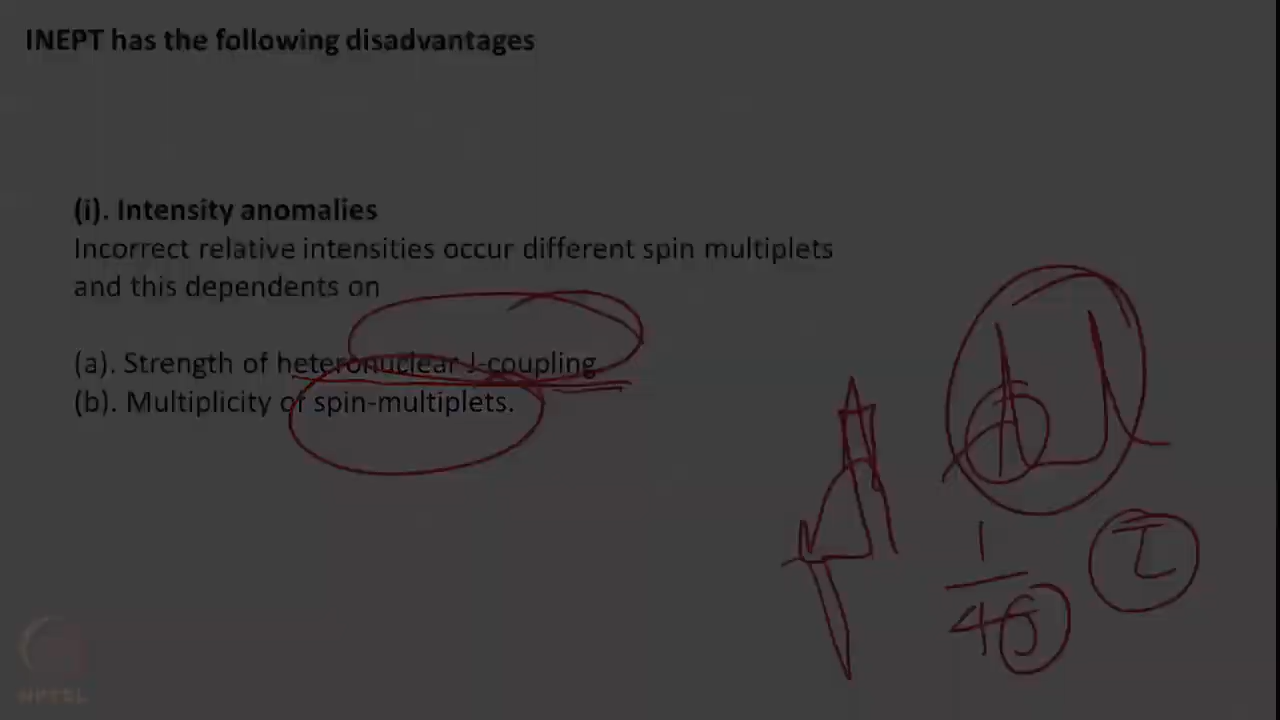 INEPT has the following disadvantages
(i). Intensity anomalies
Incorrect relative intensities occur different spin multiplets
and this dependents on
(a). Strength of heteronuclear J-coupling.
(b). Multiplicity of spin-multiplets.
1
4J
τ
NPTEL